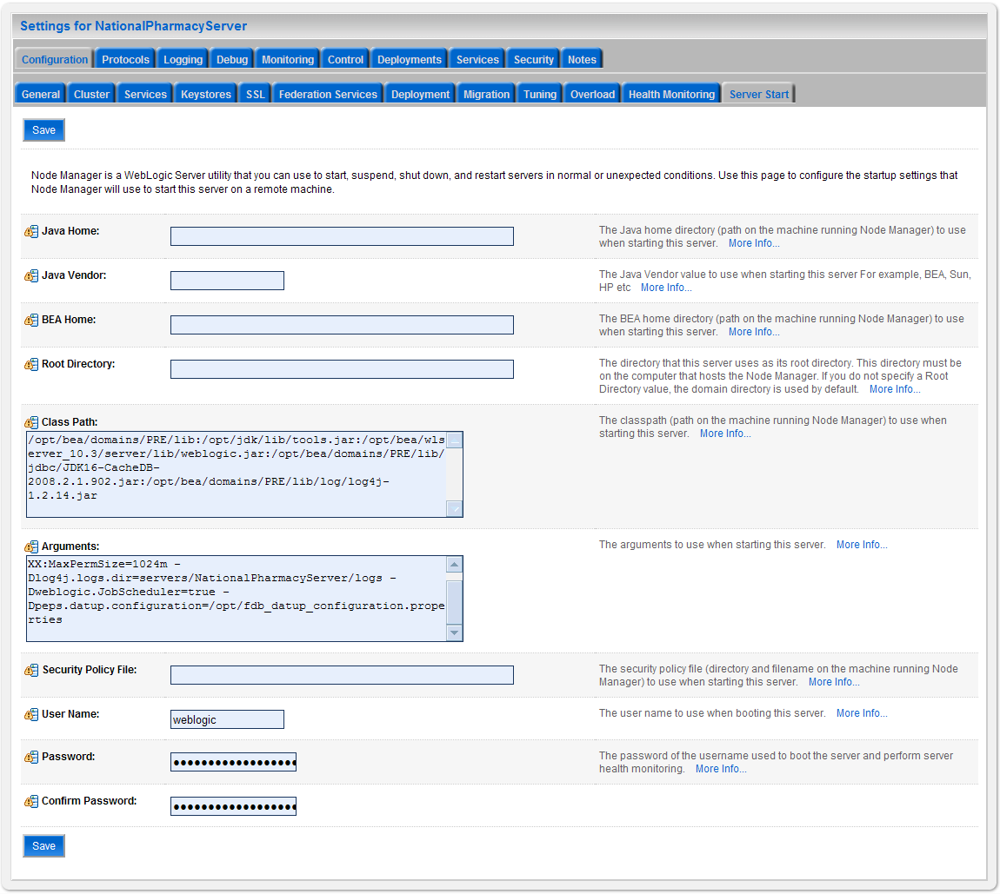 Settings for NationalPharmacyServer
Configuration Protocols Logging Debug Monitoring Control Deployments Services Security Notes
General Cluster Services Keystores SSL Federation Services Deployment Migration Tuning Overload Health Monitoring Server Start
Save
Node Manager is a WebLogic Server utility that you can use to start, suspend, shut down, and restart servers in normal or unexpected conditions. Use this page to configure the startup settings that
Node Manager will use to start this server on a remote machine.
Java Home:
The Java home directory (path on the machine running Node Manager) to use
when starting this server. More Info...
Java Vendor:
The Java Vendor value to use when starting this server For example, BEA, Sun,
HP etc More Info...
BEA Home:
The BEA home directory (path on the machine running Node Manager) to use
when starting this server. More Info...
Root Directory:
The directory that this server uses as its root directory. This directory must be
on the computer that hosts the Node Manager. If you do not specify a Root
Directory value, the domain directory is used by default. More Info...
Class Path:
/opt/bea/domains/PRE/lib:/opt/jdk/lib/tools.jar:/opt/bea/wls
erver_10.3/server/lib/weblogic.jar:/opt/bea/domains/PRE/lib/
jdbc/JDK16-CacheDB-
2008.2.1.902.jar:/opt/bea/domains/PRE/lib/log/log4j-
1.2.14.jar
The classpath (path on the machine running Node Manager) to use when
starting this server. More Info...
Arguments:
XX:MaxPermSize=1024m -
Dlog4j.logs.dir=servers/NationalPharmacyServer/logs -
Dweblogic.JobScheduler=true -
Dpeps.datup.configuration=/opt/fdb_datup_configuration.prope
rties
The arguments to use when starting this server. More Info...
Security Policy File:
The security policy file (directory and filename on the machine running Node
Manager) to use when starting this server. More Info...
User Name:
weblogic
The user name to use when booting this server. More Info...
Password:
●●●●●●●●●●●●●●●●●●
The password of the username used to boot the server and perform server
health monitoring. More Info...
Confirm Password:
●●●●●●●●●●●●●●●●●●
Save